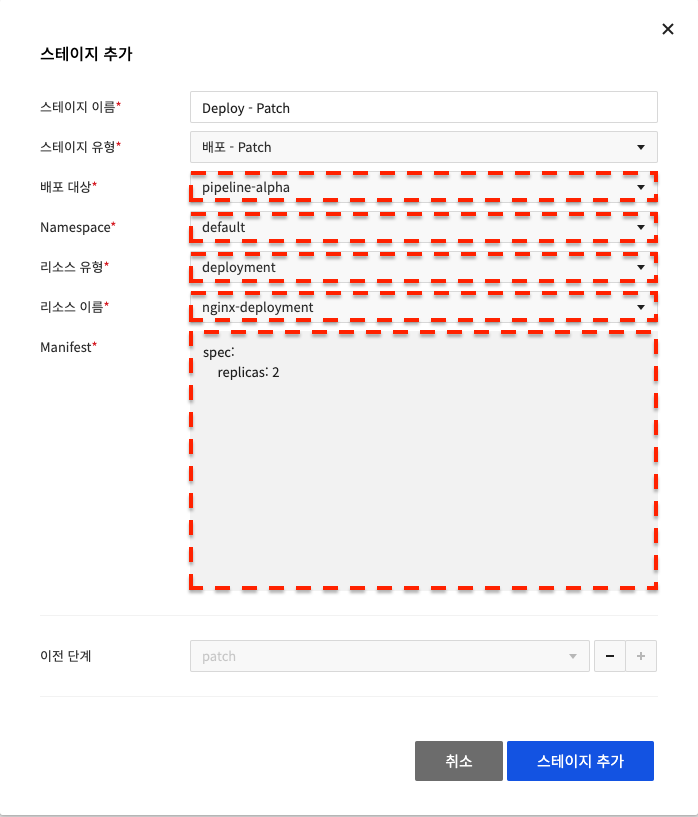 스테이지 추가
스테이지 이름* Deploy - Patch
스테이지 유형* 배포 - Patch
배포 대상* pipeline-alpha
Namespace* default
리소스 유형* deployment
리소스 이름* nginx-deployment
Manifest* spec:
replicas: 2
이전 단계 patch
취소 스테이지 추가